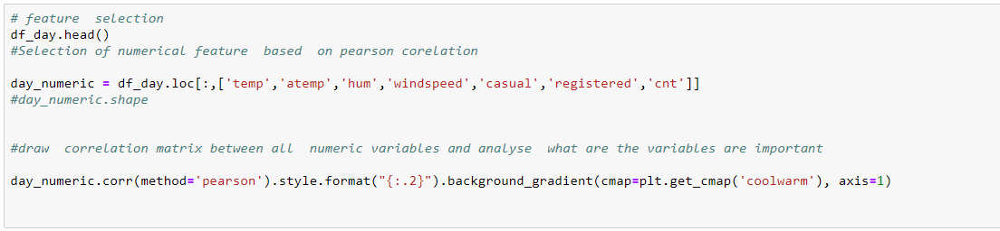 # feature  selection
df_day.head()
#Selection of numerical feature  based  on pearson corelation
day_numeric = df_day.loc[:,['temp','atemp','hum','windspeed','casual','registered','cnt']]
#day_numeric.shape
#draw  correlation matrix between all  numeric variables and analyse  what are the variables are important
day_numeric.corr(method='pearson').style.format("{:.2}").background_gradient(cmap=plt.get_cmap('coolwarm'), axis=1)